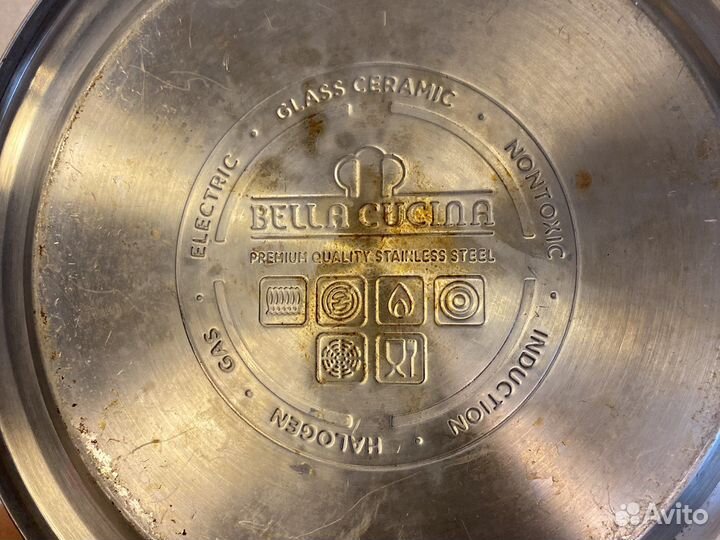 GLASS CERAMIC
NONTOXIC
INDUCTION
HALOGEN
GAS
ELECTRIC
BELLA CUCINA
PREMIUM QUALITY STAINLESS STEEL
Avito